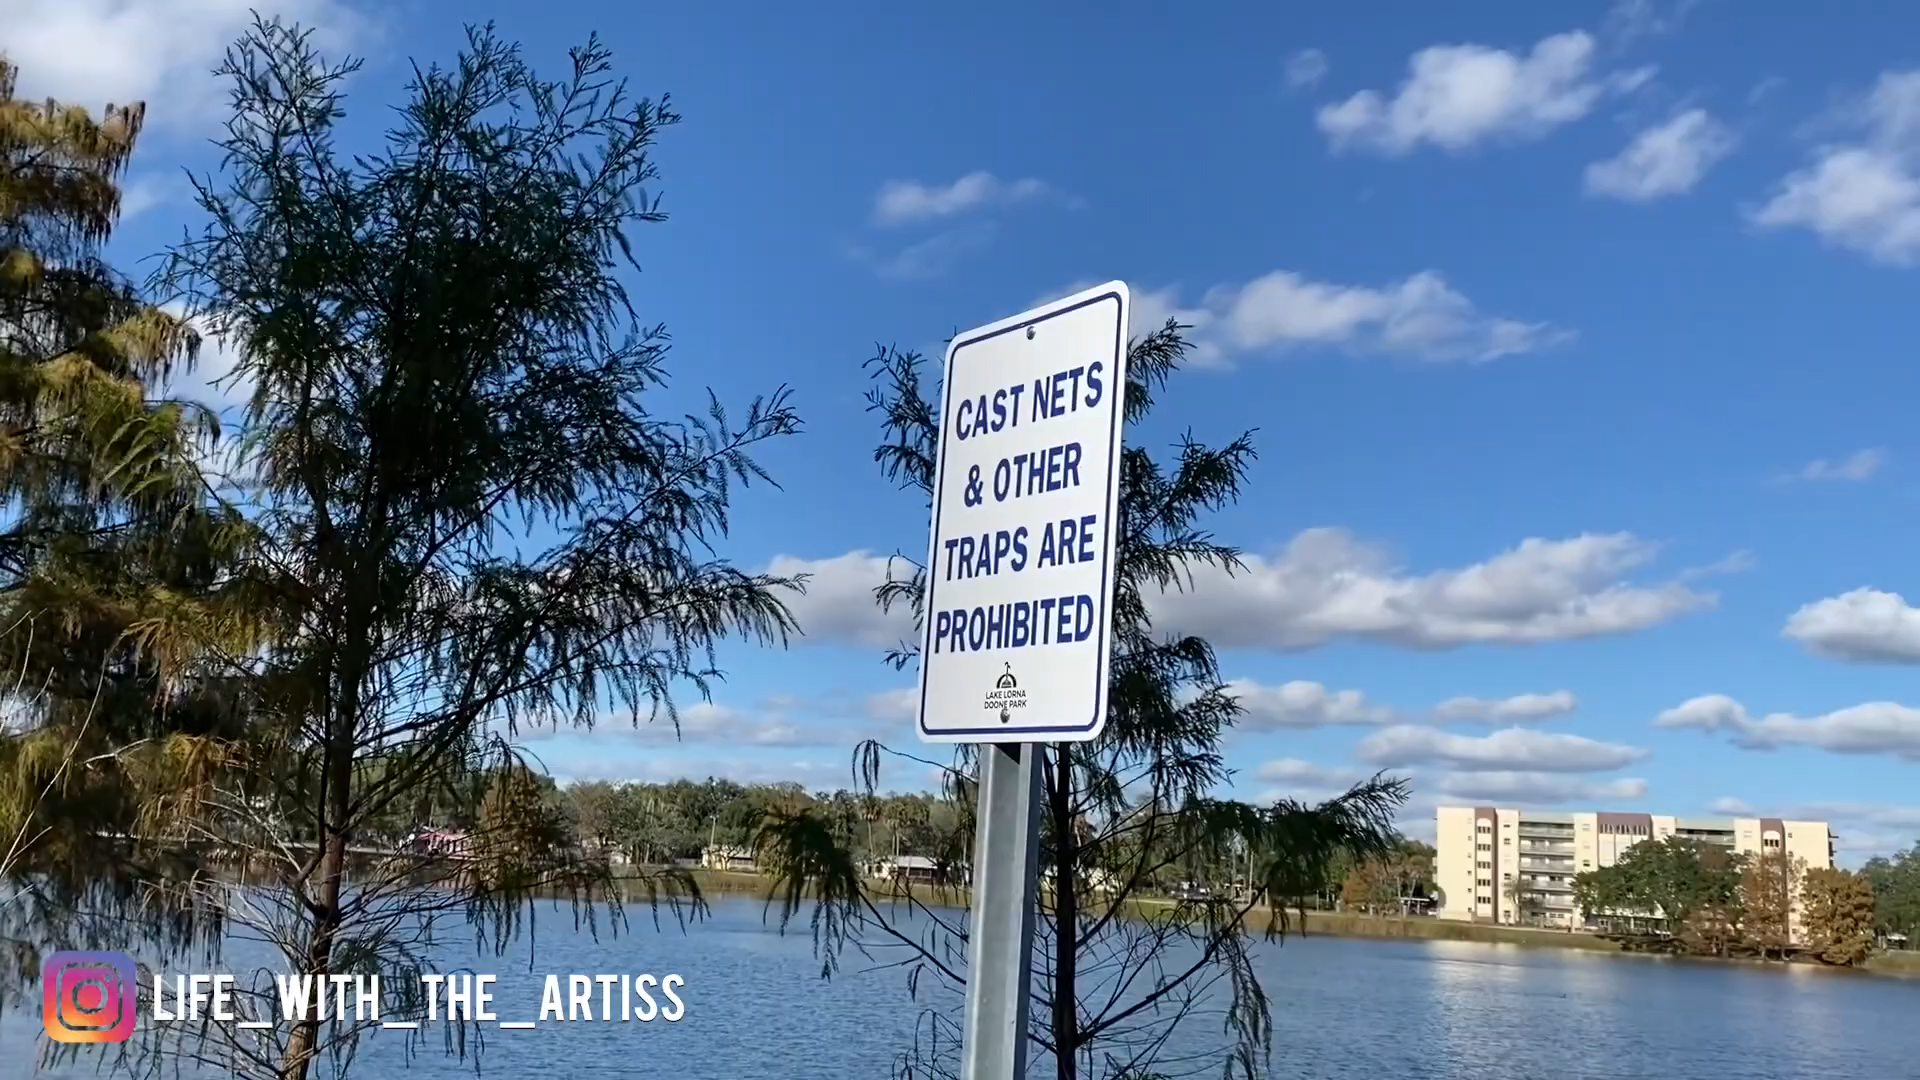 CAST NETS
& OTHER
TRAPS ARE
PROHIBITED
LAKE LORNA
DOONE PARK
LIFE_WITH_THE_ARTISS